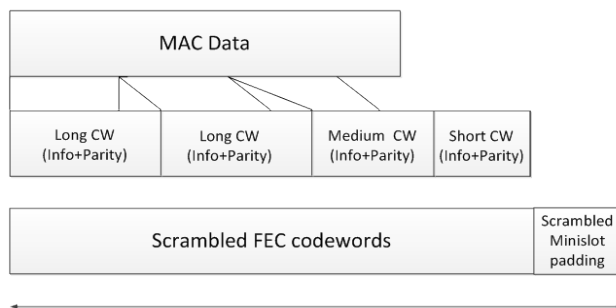 MAC Data
Long CW
(Info+Parity)
Long CW
(Info+Parity)
Medium CW
(Info+Parity)
Short CW
(Info+Parity)
Scrambled FEC codewords
Scrambled
Minislot
padding